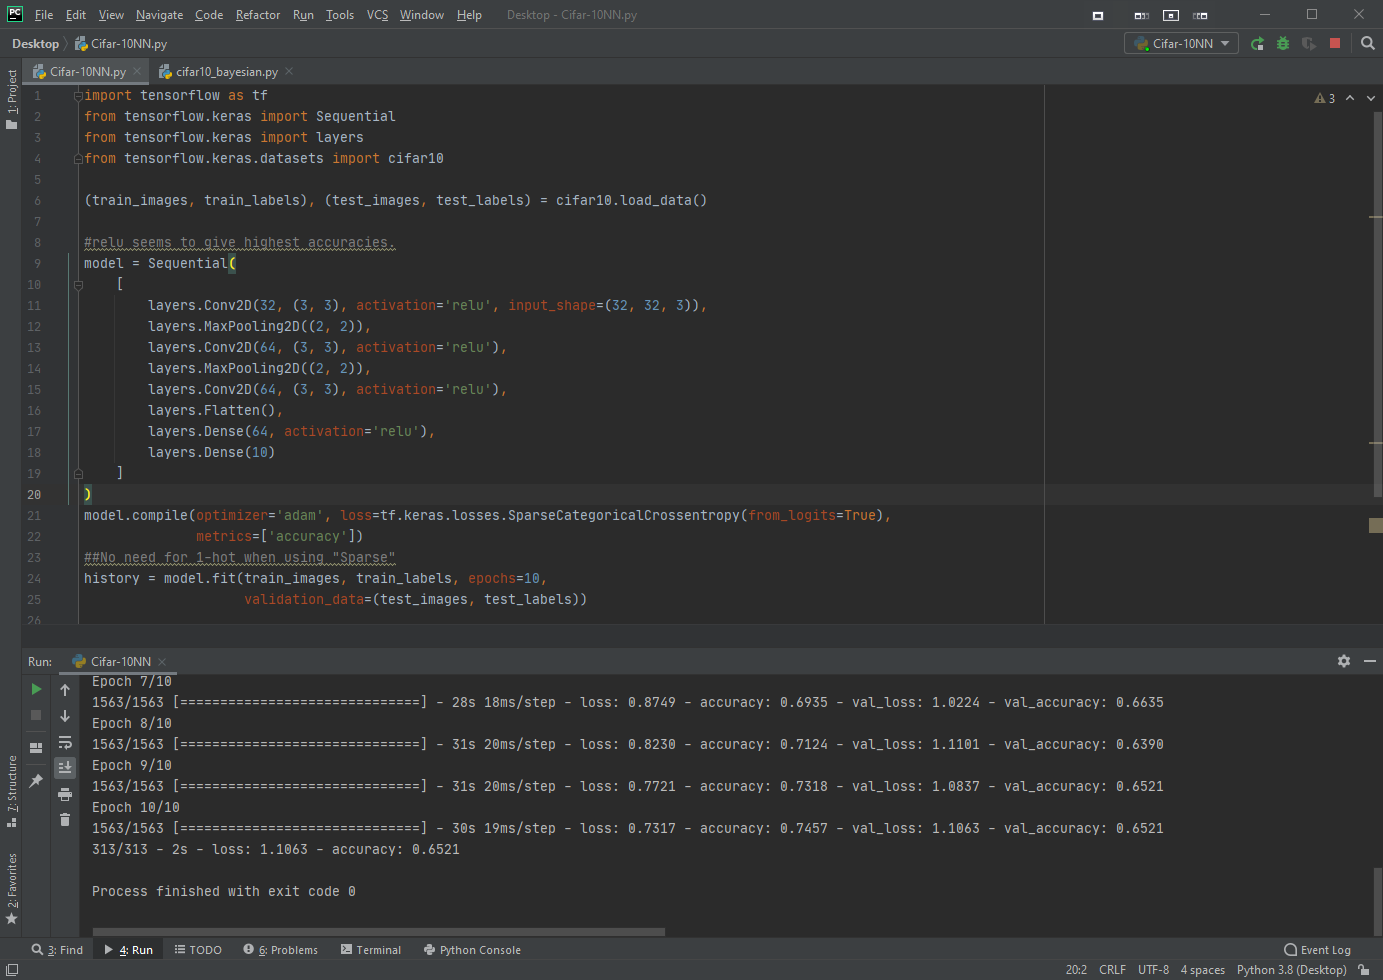 PC File Edit View Navigate Code Refactor Run Tools VCS Window Help Desktop - Cifar-10NN.py
Desktop Cifar-10NN.py Cifar-10NN
Cifar-10NN.py cifar10_bayesian.py
1: Project
3
1 import tensorflow as tf
2 from tensorflow.keras import Sequential
3 from tensorflow.keras import layers
4 from tensorflow.keras.datasets import cifar10
5
6 (train_images, train_labels), (test_images, test_labels) = cifar10.load_data()
7
8 #relu seems to give highest accuracies.
9 model = Sequential(
10 [
11 layers.Conv2D(32, (3, 3), activation='relu', input_shape=(32, 32, 3)),
12 layers.MaxPooling2D((2, 2)),
13 layers.Conv2D(64, (3, 3), activation='relu'),
14 layers.MaxPooling2D((2, 2)),
15 layers.Conv2D(64, (3, 3), activation='relu'),
16 layers.Flatten(),
17 layers.Dense(64, activation='relu'),
18 layers.Dense(10)
19 ]
20 )
21 model.compile(optimizer='adam', loss=tf.keras.losses.SparseCategoricalCrossentropy(from_logits=True),
22 metrics=['accuracy'])
23 ##No need for 1-hot when using "Sparse"
24 history = model.fit(train_images, train_labels, epochs=10,
25 validation_data=(test_images, test_labels))
26
Run: Cifar-10NN
Epoch 7/10
1563/1563 [==============================] - 28s 18ms/step - loss: 0.8749 - accuracy: 0.6935 - val_loss: 1.0224 - val_accuracy: 0.6635
Epoch 8/10
1563/1563 [==============================] - 31s 20ms/step - loss: 0.8230 - accuracy: 0.7124 - val_loss: 1.1101 - val_accuracy: 0.6390
Epoch 9/10
1563/1563 [==============================] - 31s 20ms/step - loss: 0.7721 - accuracy: 0.7318 - val_loss: 1.0837 - val_accuracy: 0.6521
Epoch 10/10
1563/1563 [==============================] - 30s 19ms/step - loss: 0.7317 - accuracy: 0.7457 - val_loss: 1.1063 - val_accuracy: 0.6521
313/313 - 2s - loss: 1.1063 - accuracy: 0.6521
Process finished with exit code 0
7: Structure
2: Favorites
3: Find 4: Run TODO 6: Problems Terminal Python Console Event Log
20:2 CRLF UTF-8 4 spaces Python 3.8 (Desktop)